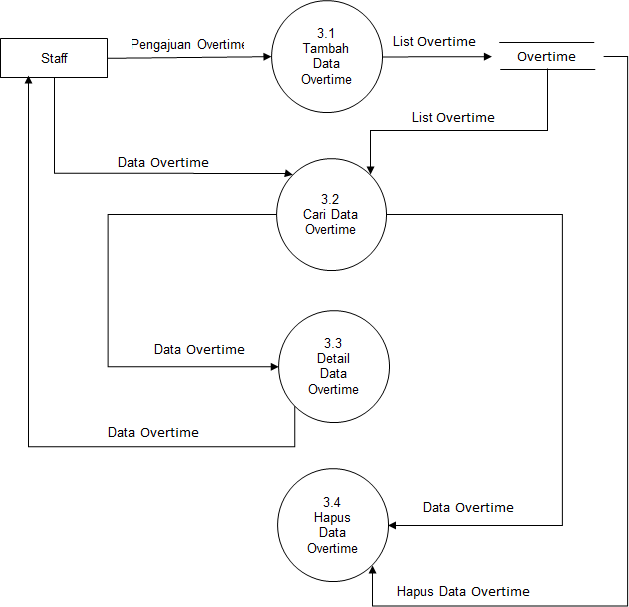 Staff
Pengajuan Overtime
3.1
Tambah
Data
Overtime
List Overtime
Overtime
List Overtime
Data Overtime
3.2
Cari Data
Overtime
Data Overtime
3.3
Detail
Data
Overtime
Data Overtime
3.4
Hapus
Data
Overtime
Data Overtime
Hapus Data Overtime